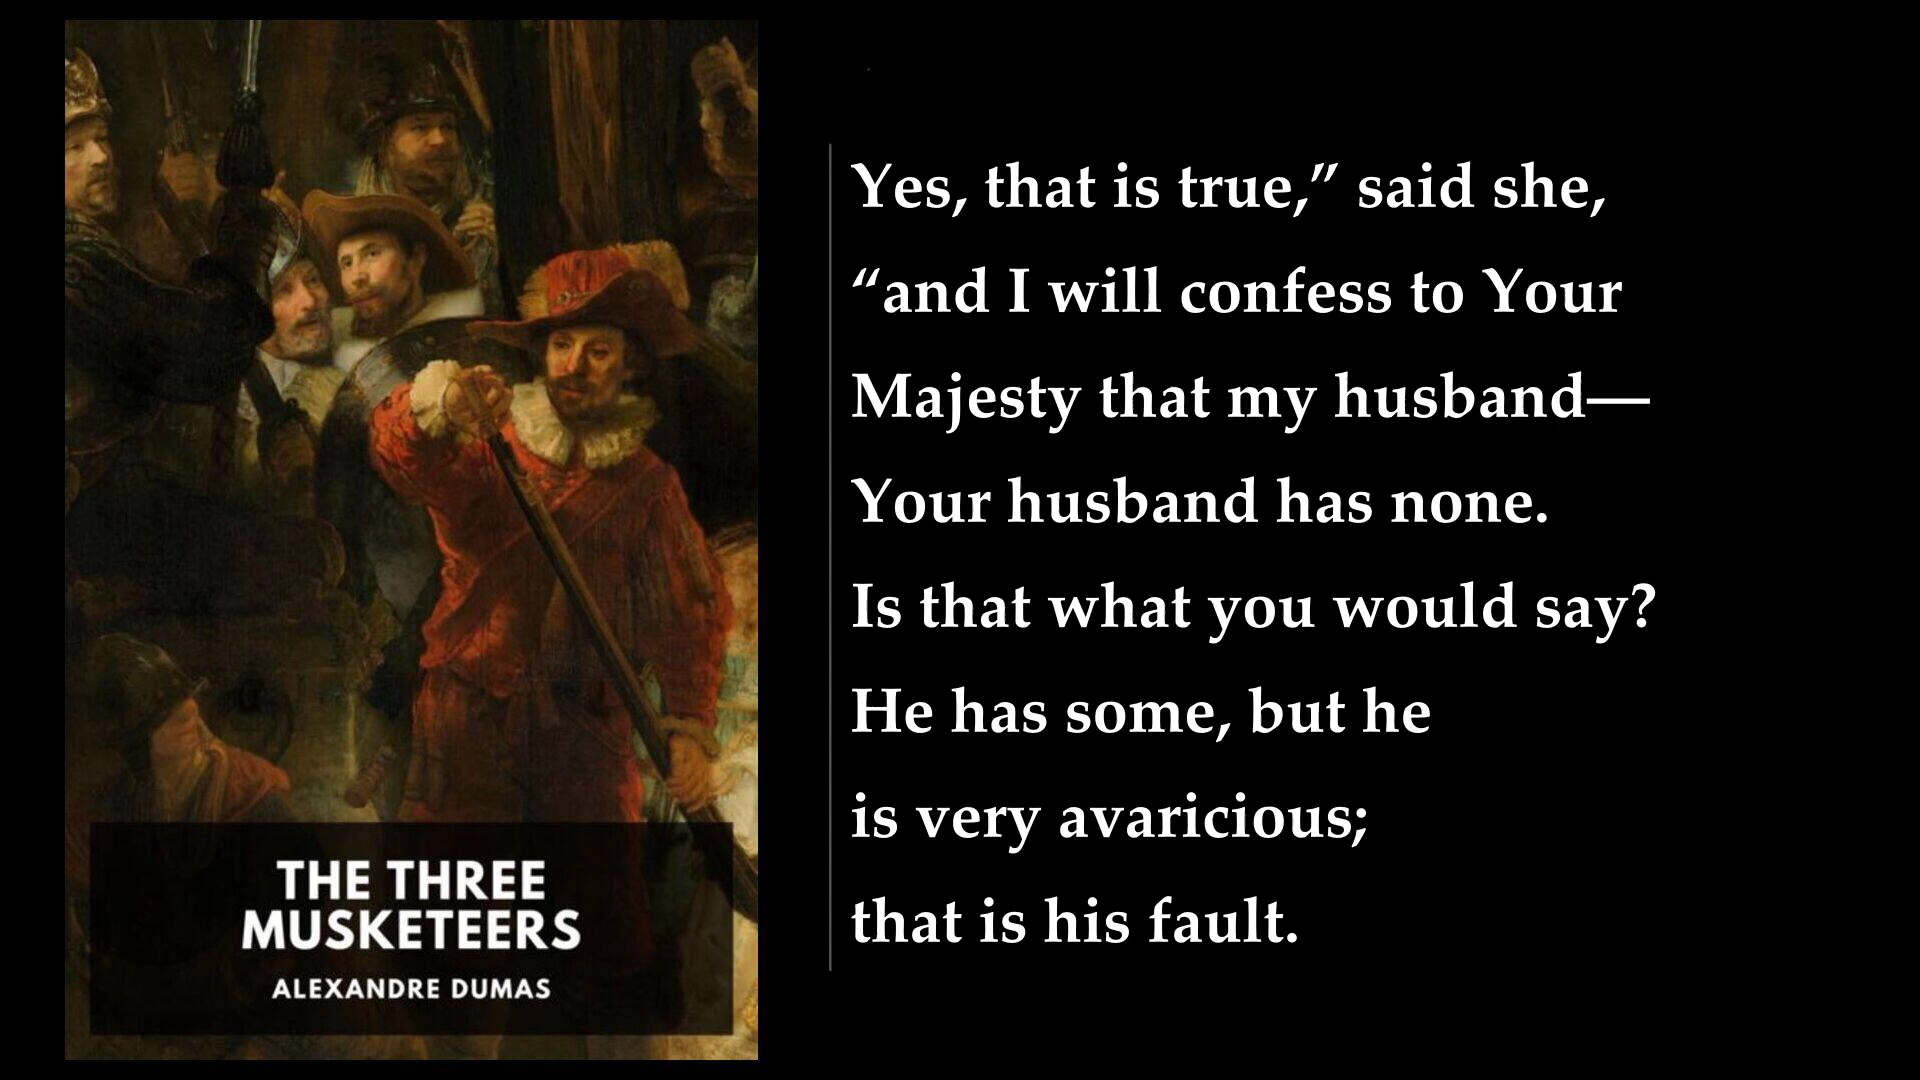 THE THREE
MUSKETEERS
ALEXANDRE DUMAS
Yes, that is true,” said she,
“and I will confess to Your
Majesty that my husband—
Your husband has none.
Is that what you would say?
He has some, but he
is very avaricious;
that is his fault.